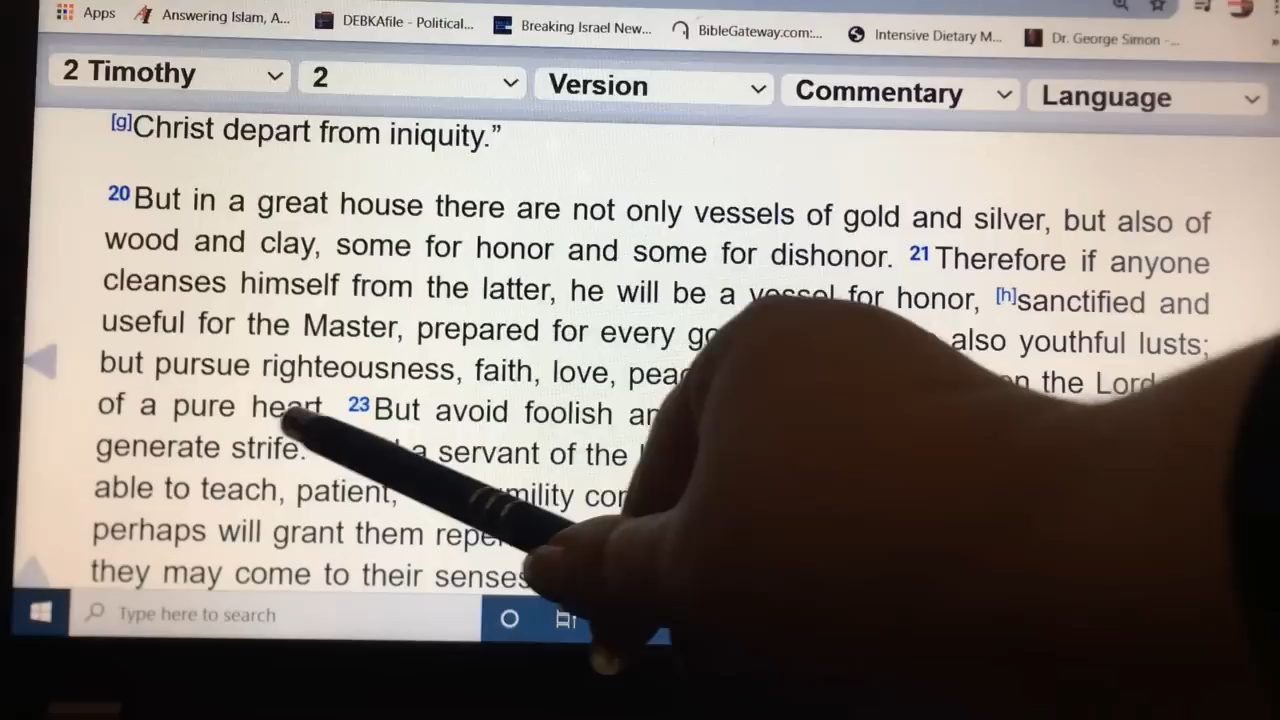 Apps Answering Islam, A... DEBKAfile - Political... Breaking Israel New... BibleGateway.com:... Intensive Dietary M... Dr. George Simon -...
2 Timothy 2 Version Commentary Language
[g]Christ depart from iniquity.”
20 But in a great house there are not only vessels of gold and silver, but also of
wood and clay, some for honor and some for dishonor. 21 Therefore if anyone
cleanses himself from the latter, he will be a vessel for honor, [h]sanctified and
useful for the Master, prepared for every also youthful lusts;
but pursue righteousness, faith, love, the Lord
of a pure heart 23 But avoid foolish
generate strife. a servant of the
able to teach, patient,
perhaps will grant them
they may come to their senses
Type here to search